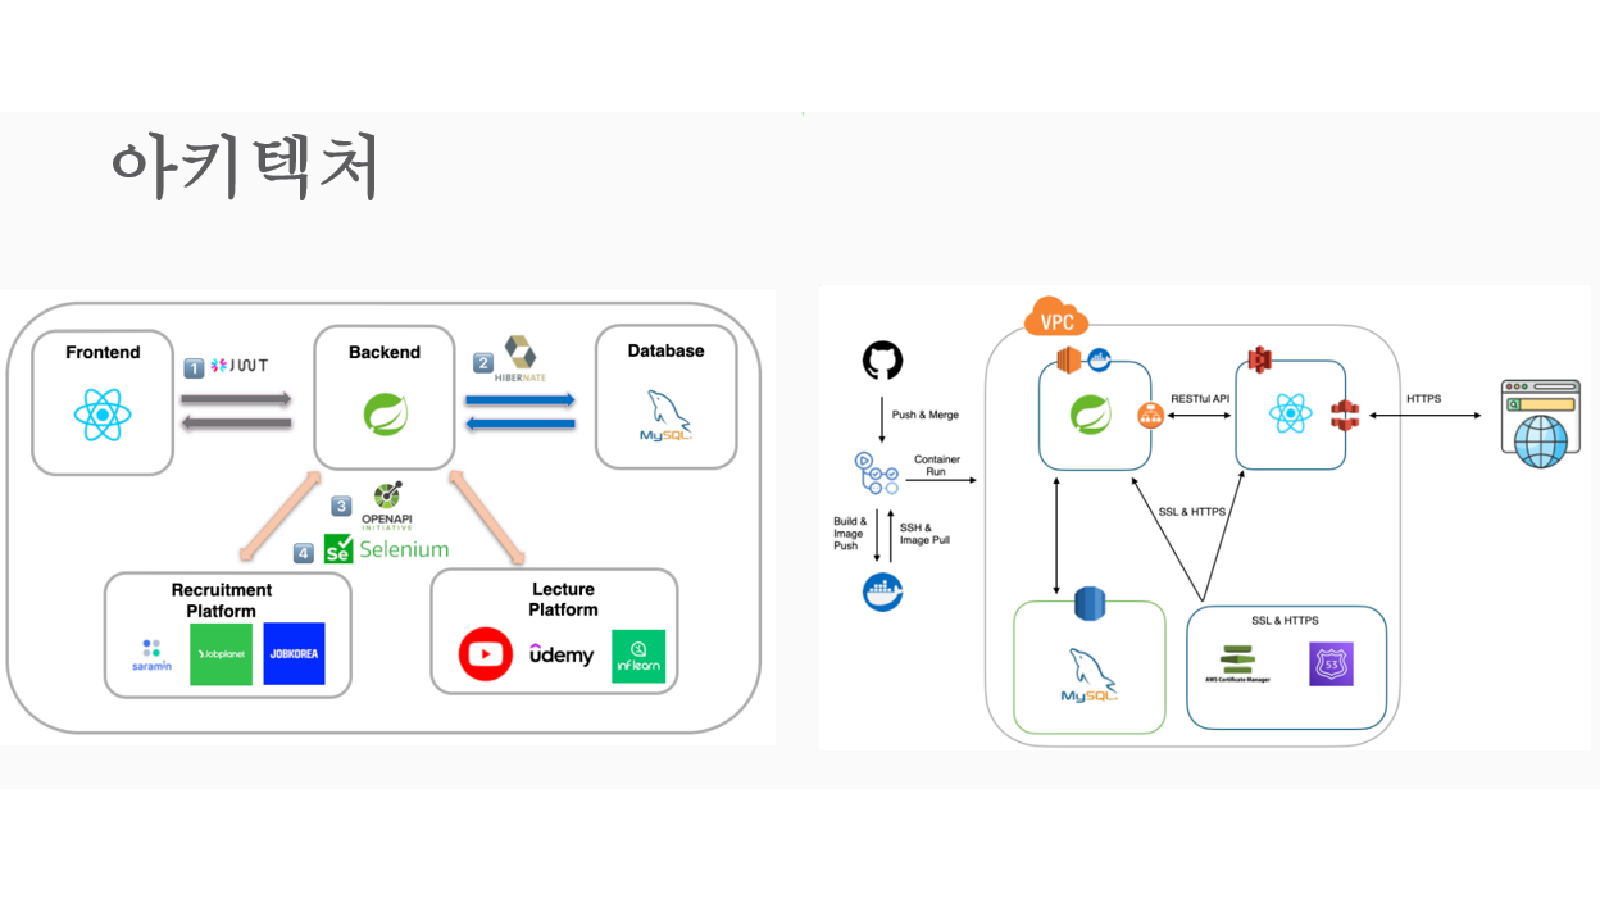 아키텍처
Frontend
1
JWT
Backend
2
HIBERNATE
Database
MySQL
3
OPENAPI
INITIATIVE
4
Se Selenium
Recruitment
Platform
saramin
Jobplanet
JOBKOREA
Lecture
Platform
udemy
inflearn
VPC
Push & Merge
Container
Run
Build &
Image
Push
SSH &
Image Pull
RESTful API
HTTPS
SSL & HTTPS
MySQL
SSL & HTTPS
AWS Certificate Manager
53